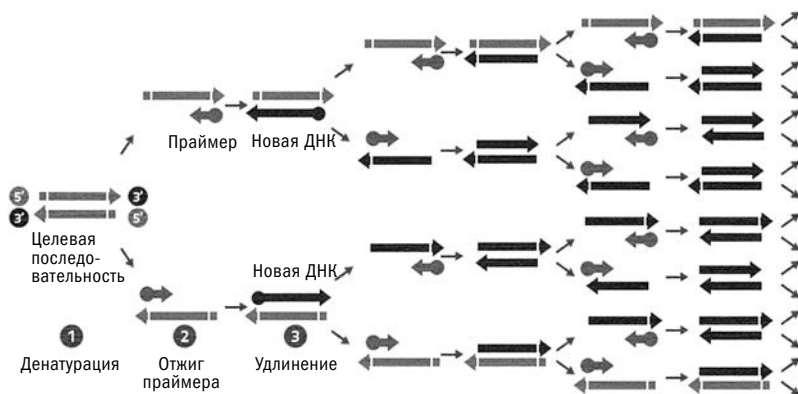 Праймер
Новая ДНК
5’
3’
3’
5’
Целевая
последо-
вательность
Новая ДНК
1
2
3
Денатурация
Отжиг
праймера
Удлинение